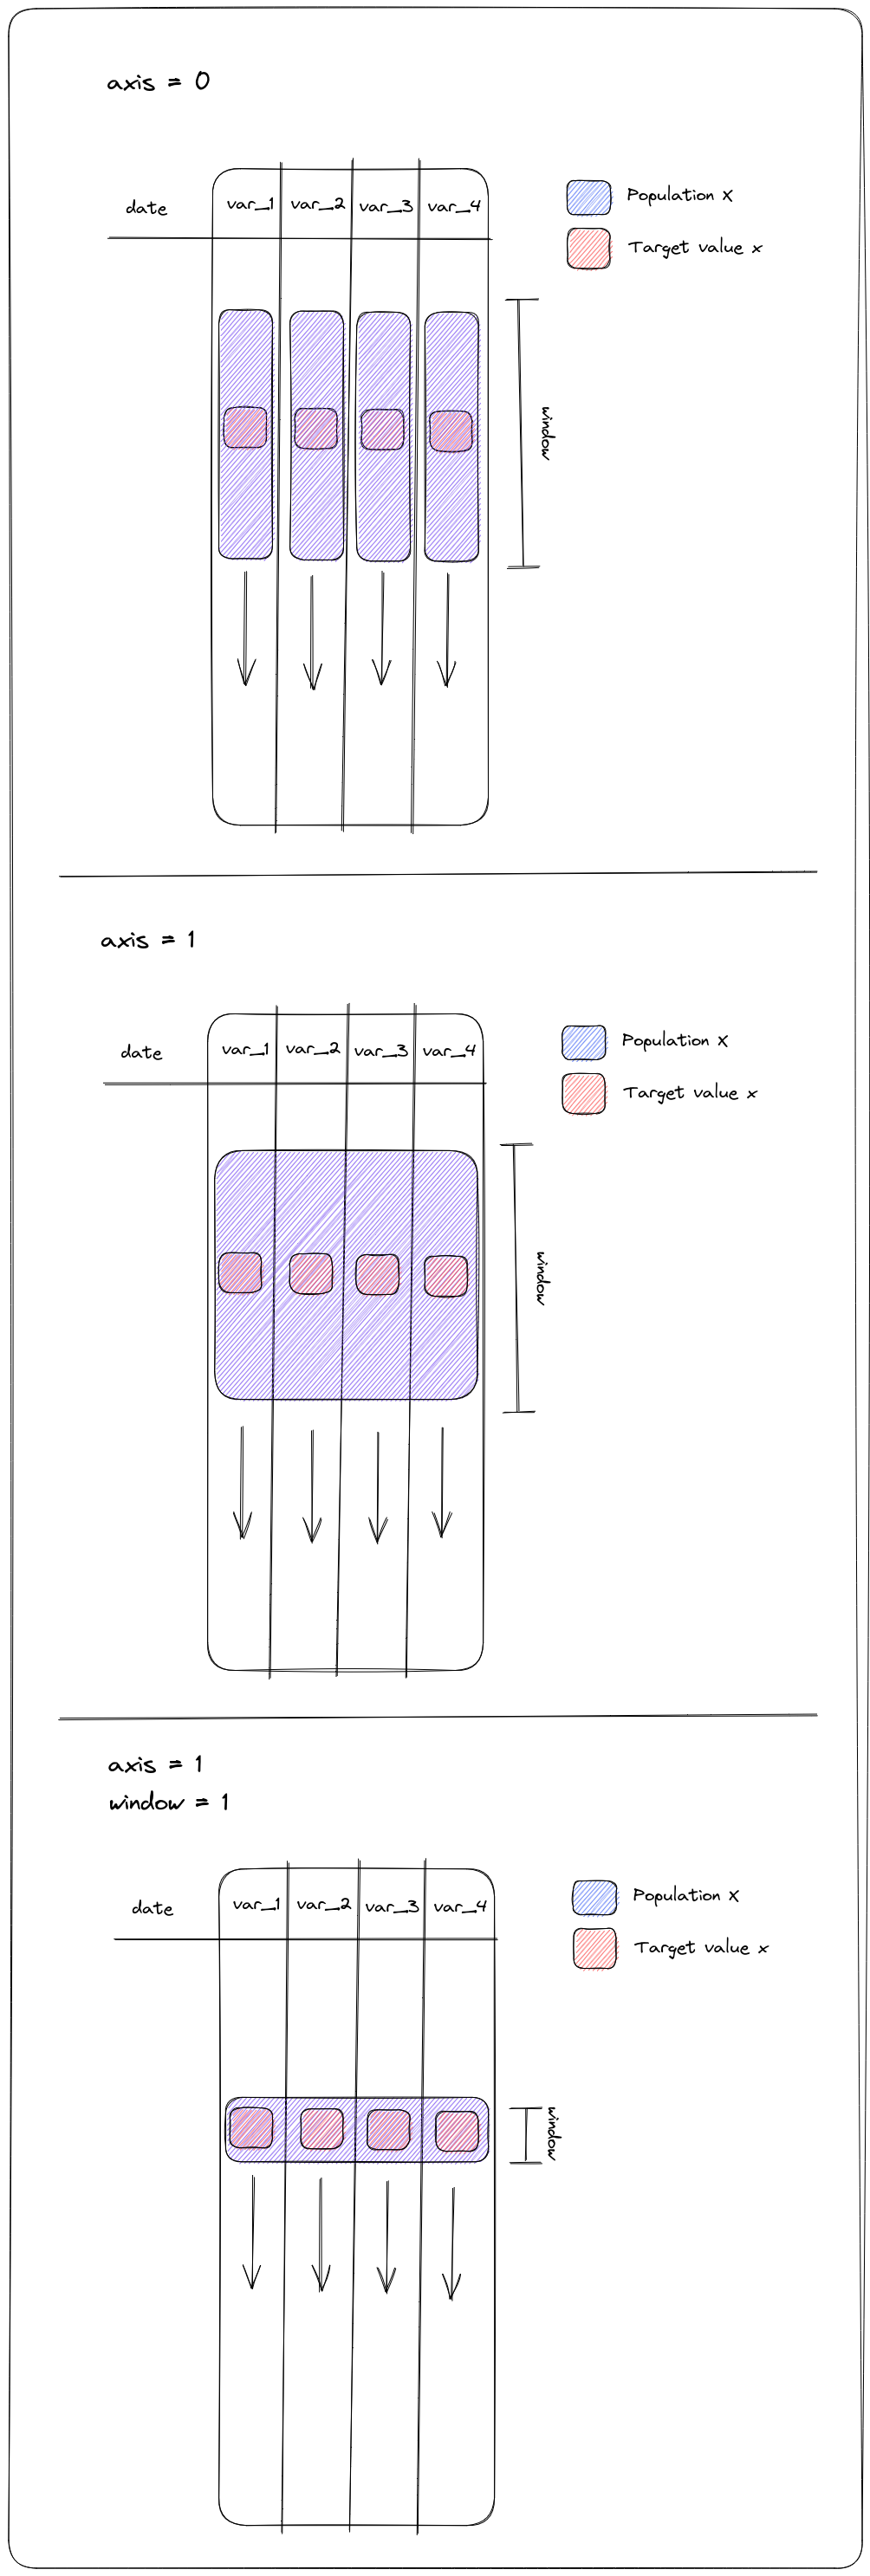 axis = 0
date var_1 var_2 var_3 var_4
Population X
Target value x
window
axis = 1
date var_1 var_2 var_3 var_4
Population X
Target value x
window
axis = 1
window = 1
date var_1 var_2 var_3 var_4
Population X
Target value x
window